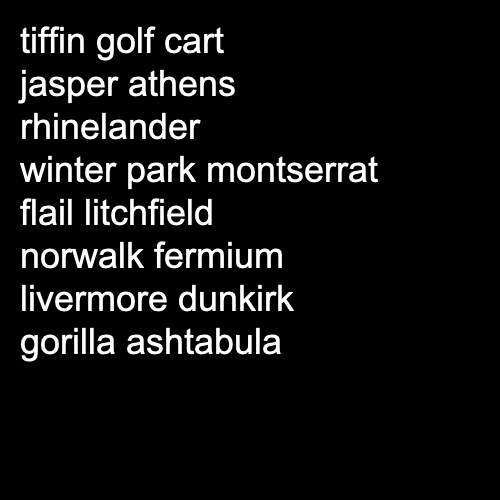 tiffin golf cart
jasper athens
rhinelander
winter park montserrat
flail litchfield
norwalk fermium
livermore dunkirk
gorilla ashtabula